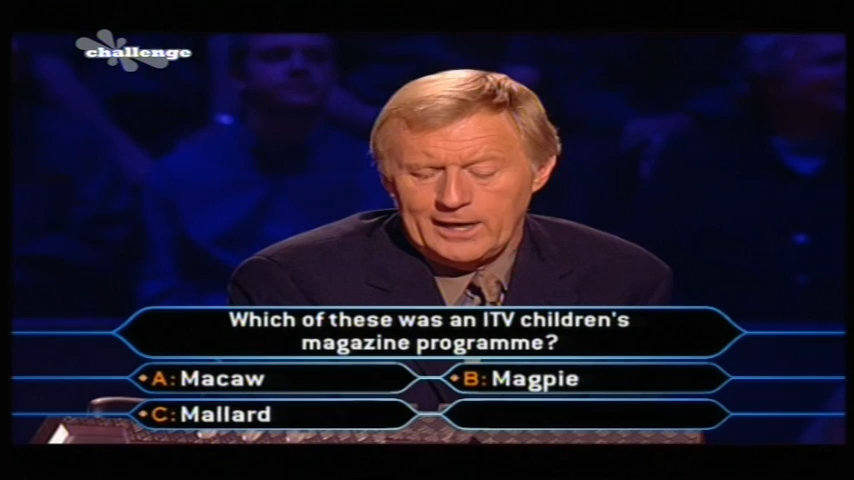 challenge
Which of these was an ITV children's
magazine programme?
A: Macaw
B: Magpie
C: Mallard